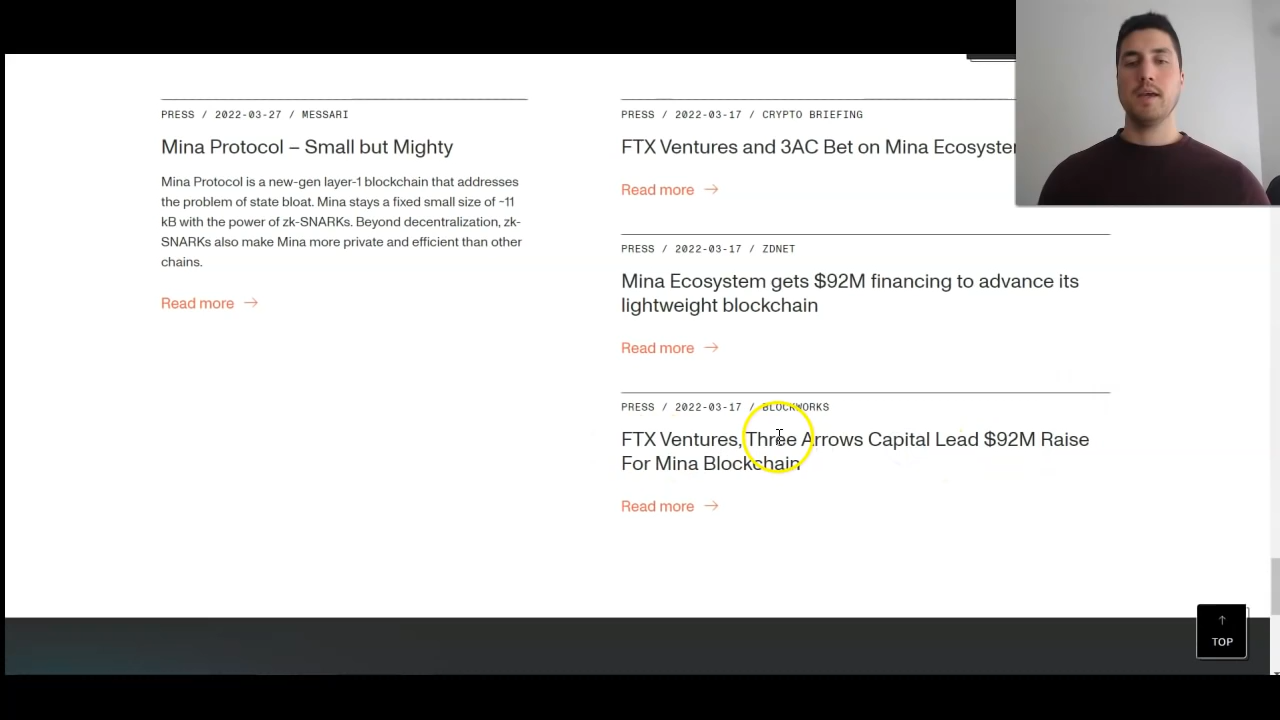 PRESS / 2022-03-27 / MESSARI
Mina Protocol – Small but Mighty
Mina Protocol is a new-gen layer-1 blockchain that addresses
the problem of state bloat. Mina stays a fixed small size of ~11
kB with the power of zk-SNARKs. Beyond decentralization, zk-
SNARKs also make Mina more private and efficient than other
chains.
Read more →
PRESS / 2022-03-17 / CRYPTO BRIEFING
FTX Ventures and 3AC Bet on Mina
Read more →
PRESS / 2022-03-17 / ZDNET
Mina Ecosystem gets $92M financing to advance its
lightweight blockchain
Read more →
PRESS / 2022-03-17 / BLOCKWORKS
FTX Ventures, Three Arrows Capital Lead $92M Raise
For Mina Blockchain
Read more →
↑
TOP